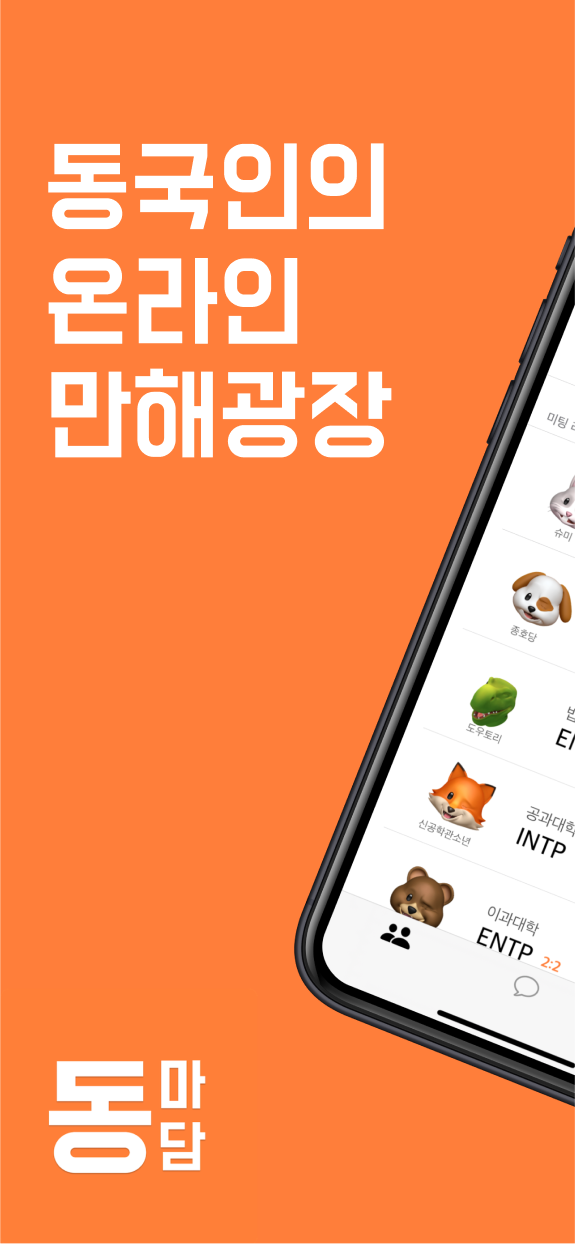 동국인의
온라인
만해광장
미팅
슈미
종호당
도우토리
EI
신공학관소년
공과대학
INTP
이과대학
ENTP 2:2
동마담